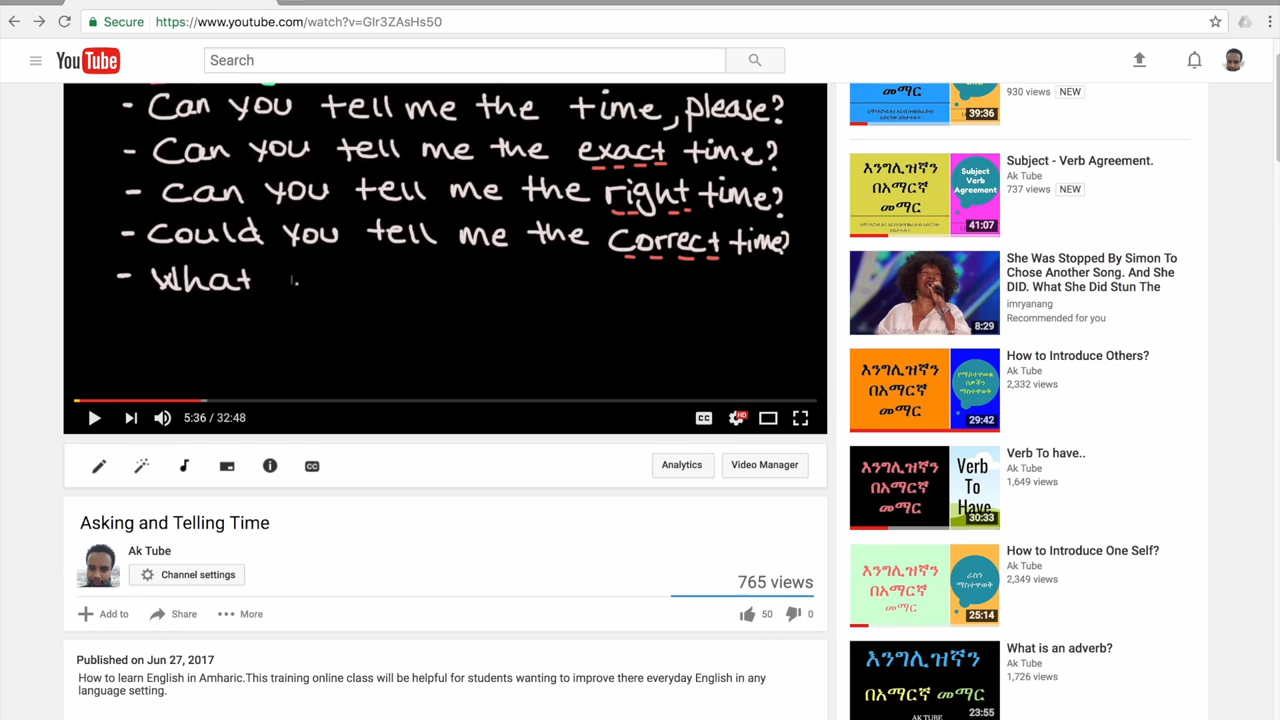 Secure
https://www.youtube.com/watch?v=GIr3ZAsHs50
YouTube
Search
- Can you tell me the time, please?
- Can you tell me the exact time?
- Can you tell me the right time?
- Could you tell me the correct time?
- What
5:36 / 32:48
CC
HD
CC
Analytics
Video Manager
Asking and Telling Time
Ak Tube
Channel settings
765 views
Add to
Share
More
50
0
Published on Jun 27, 2017
How to learn English in Amharic.This training online class will be helpful for students wanting to improve there everyday English in any
language setting.
መማር
39:36
930 views
NEW
እንግሊዝኛን
በአማርኛ
መማር
Subject
Verb
Agreement
41:07
Subject - Verb Agreement.
Ak Tube
737 views
NEW
8:29
She Was Stopped By Simon To
Chose Another Song. And She
DID. What She Did Stun The
imryanang
Recommended for you
እንግሊዝኛን
በአማርኛ
መማር
29:42
How to Introduce Others?
Ak Tube
2,332 views
እንግሊዝኛን
በአማርኛ
መማር
Verb
To
Have
30:33
Verb To have..
Ak Tube
1,649 views
እንግሊዝኛን
በአማርኛ
መማር
ራስን
ማስተዋወቅ
25:14
How to Introduce One Self?
Ak Tube
2,349 views
እንግሊዝኛን
በአማርኛ መማር
AK TUBE
23:55
What is an adverb?
Ak Tube
1,726 views